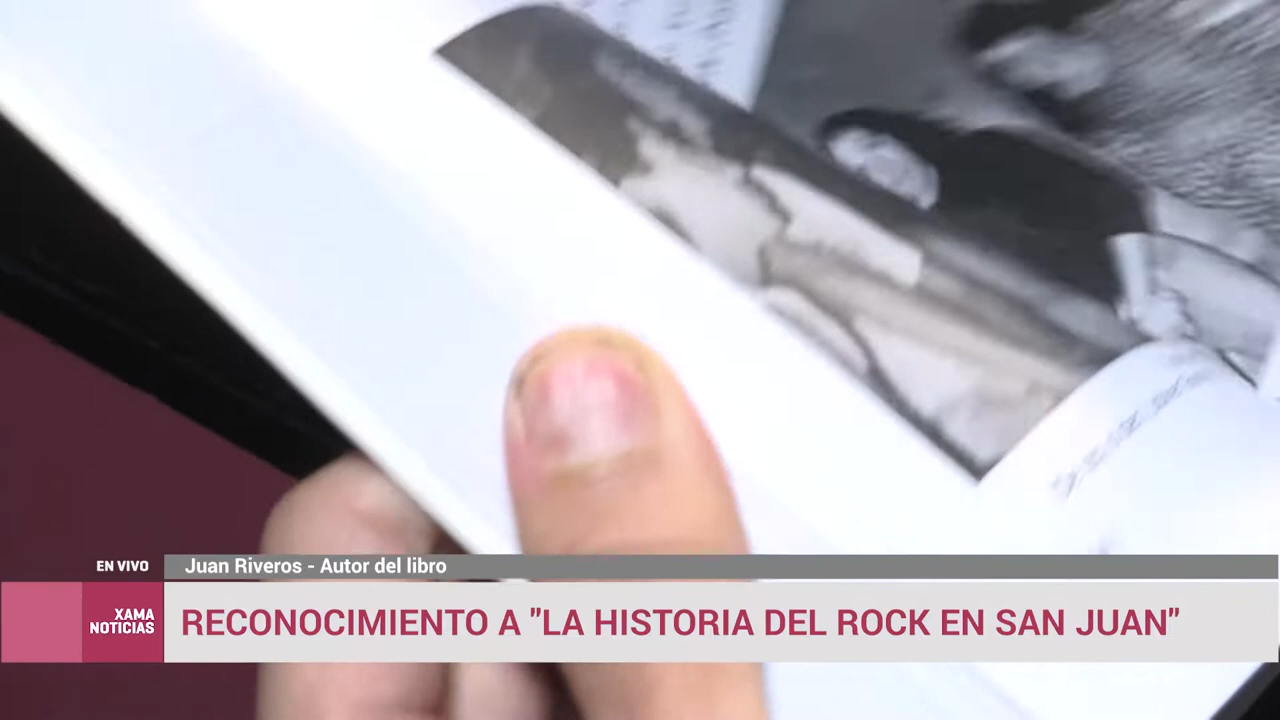 EN VIVO
Juan Riveros - Autor del libro
XAMA
NOTICIAS
RECONOCIMIENTO A "LA HISTORIA DEL ROCK EN SAN JUAN"